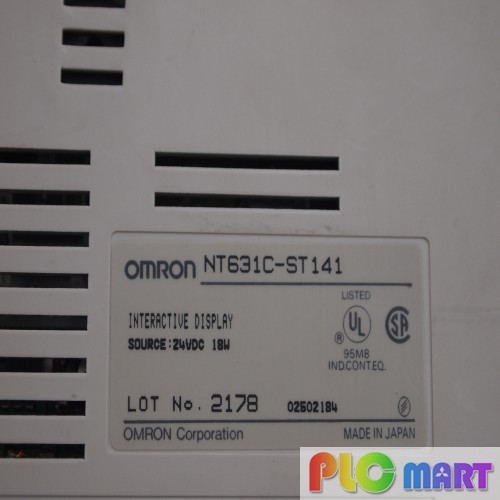 PLC mart
OMRON NT631C-ST141
LISTED
INTERACTIVE DISPLAY
SOURCE:24VDC 18W
UL
SA
95M8
IND.CONT.EQ.
LOT No. 2178 02502184
OMRON Corporation MADE IN JAPAN